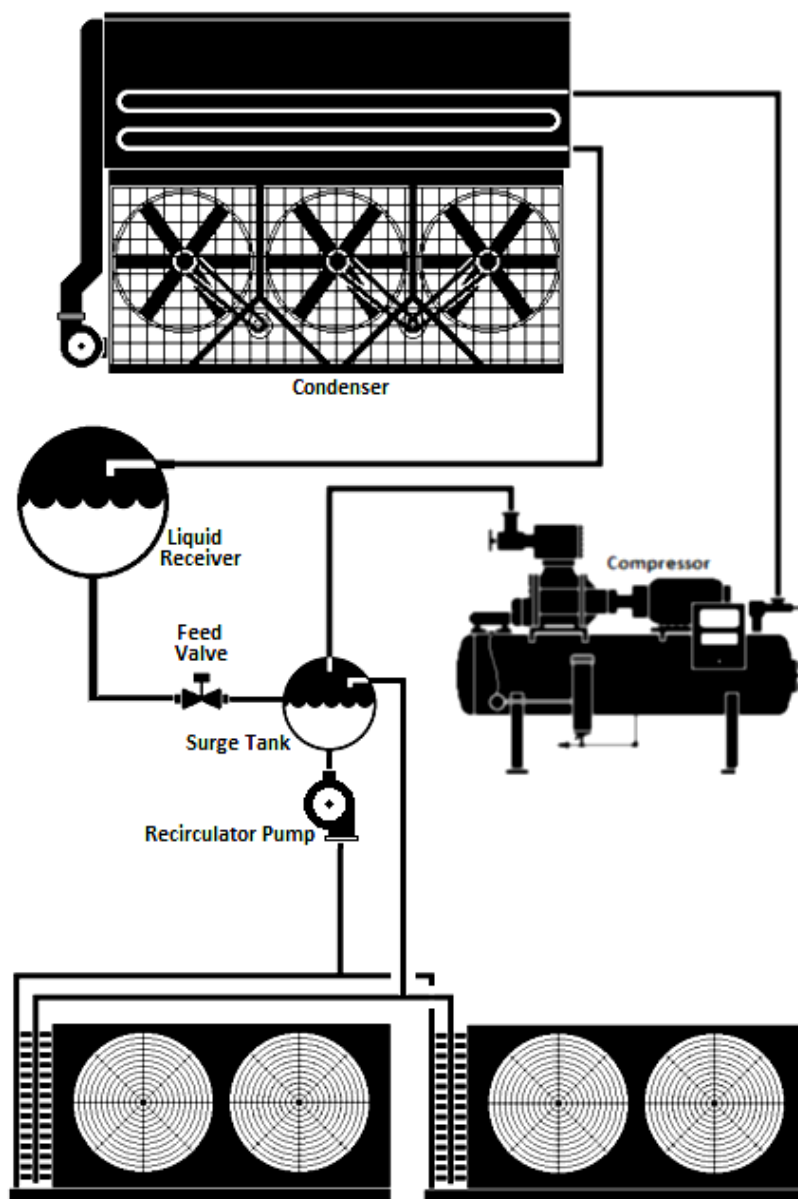 Condenser
Liquid
Receiver
Compressor
Feed
Valve
Surge Tank
Recirculator Pump